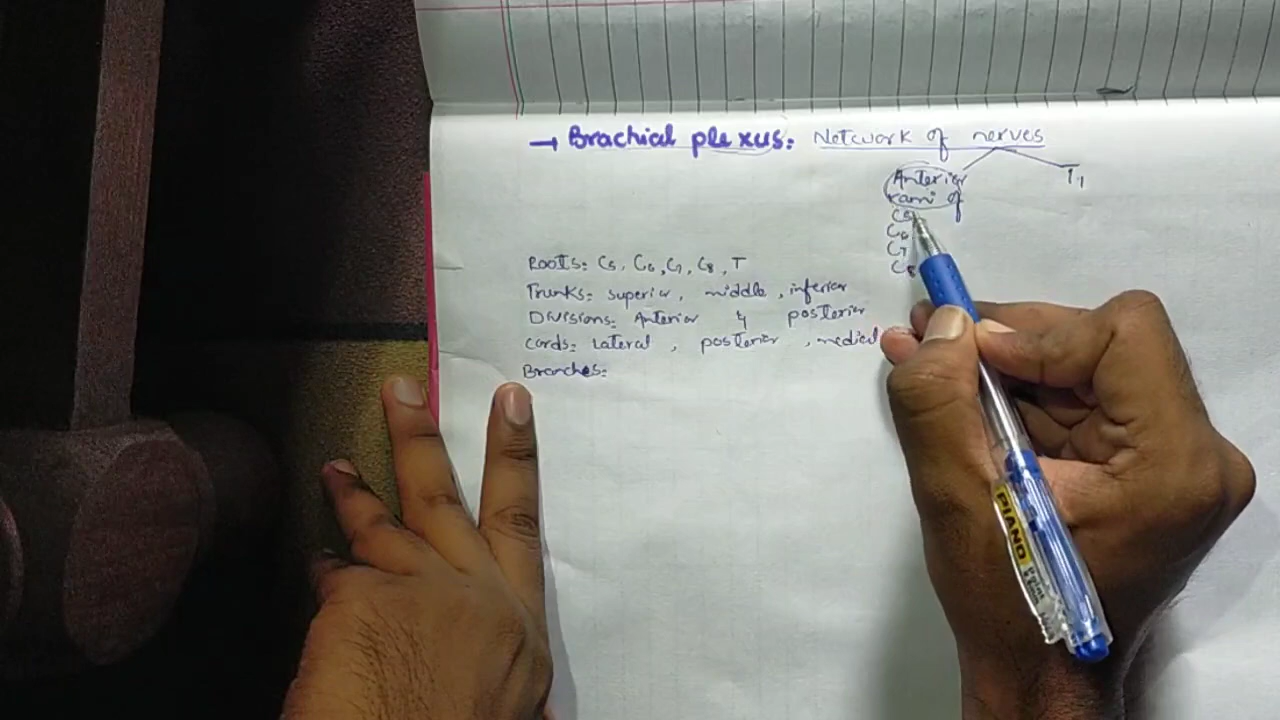 → Brachial plexus: Network of nerves
Anterior T1
rami of
C5
C6
C7
C8
Roots: C5, C6, C7, C8, T
Trunks: superior, middle, inferior
Divisions: Anterior & posterior
Cords: Lateral, posterior, medial
Branches:
PIANO